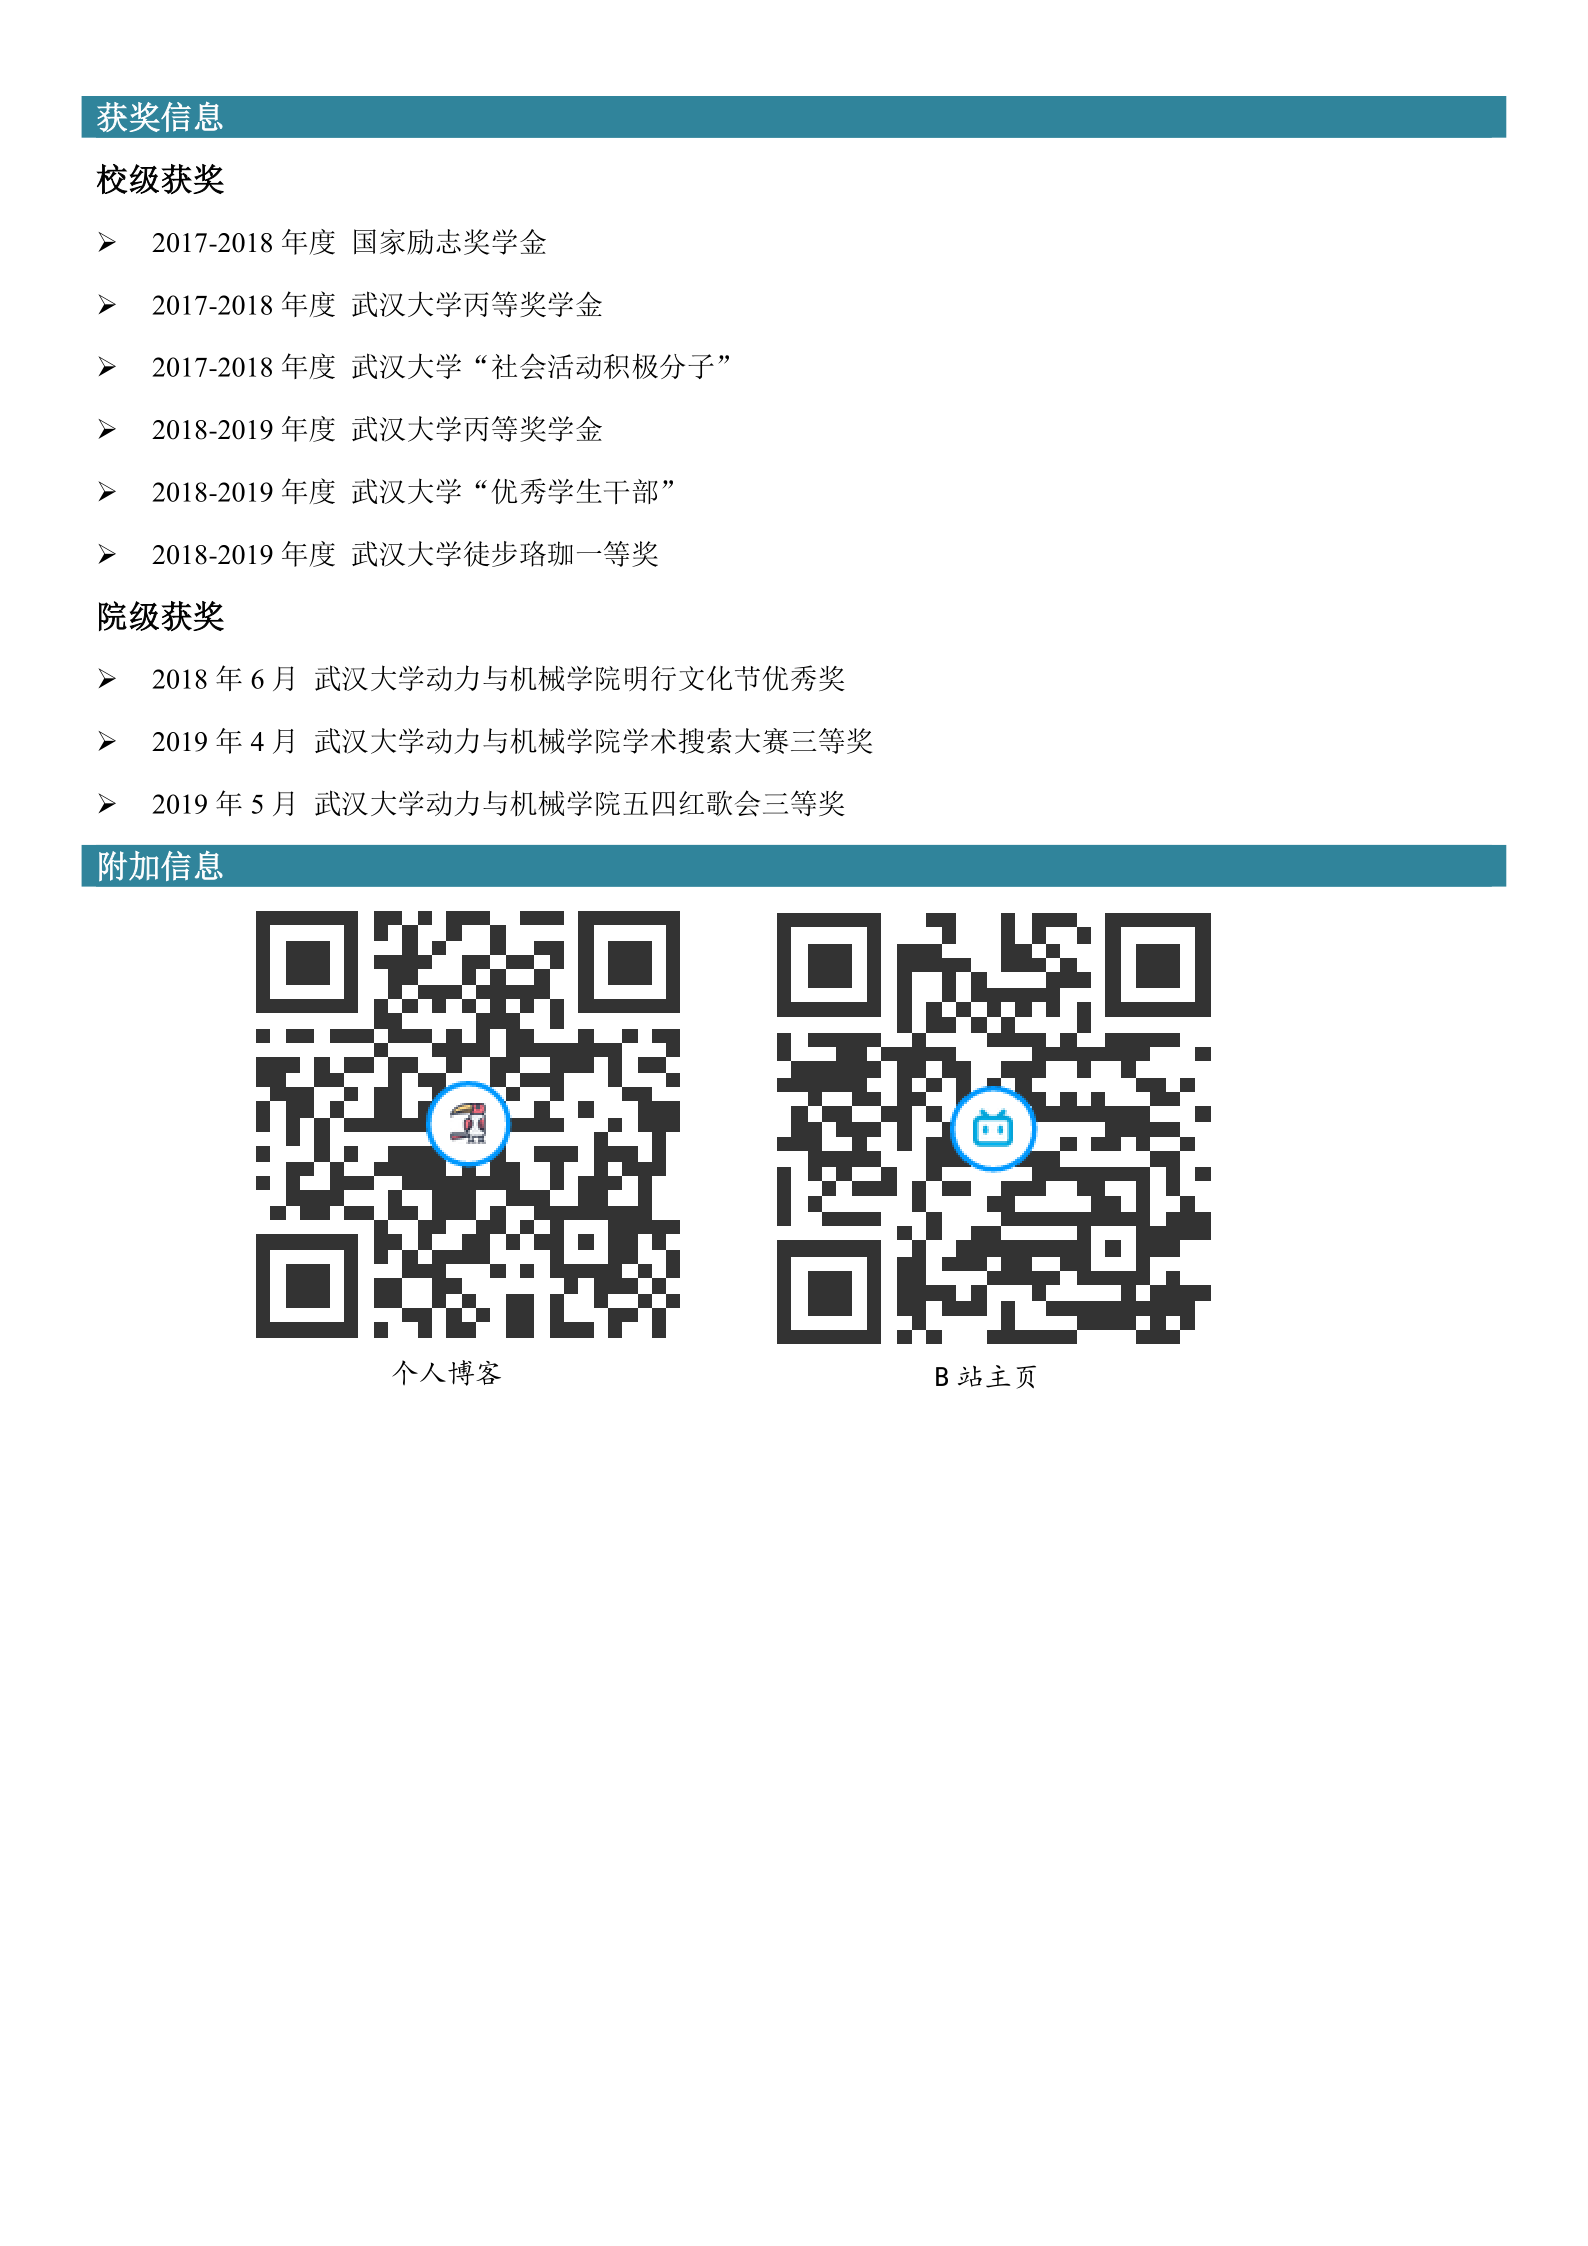 获奖信息
校级获奖
➢ 2017-2018 年度 国家励志奖学金
➢ 2017-2018 年度 武汉大学丙等奖学金
➢ 2017-2018 年度 武汉大学“社会活动积极分子”
➢ 2018-2019 年度 武汉大学丙等奖学金
➢ 2018-2019 年度 武汉大学“优秀学生干部”
➢ 2018-2019 年度 武汉大学徒步珞珈一等奖
院级获奖
➢ 2018 年 6 月 武汉大学动力与机械学院明行文化节优秀奖
➢ 2019 年 4 月 武汉大学动力与机械学院学术搜索大赛三等奖
➢ 2019 年 5 月 武汉大学动力与机械学院五四红歌会三等奖
附加信息
个人博客
B 站主页